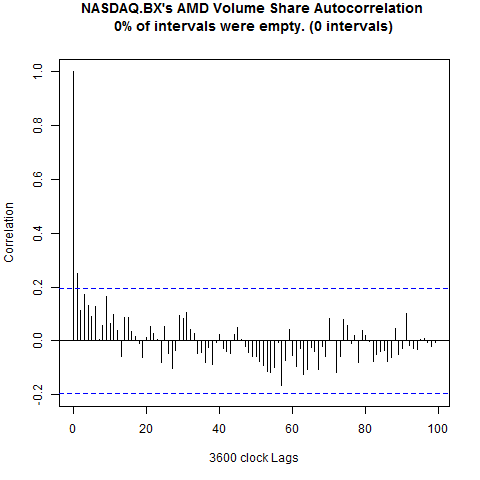 NASDAQ.BX's AMD Volume Share Autocorrelation
0% of intervals were empty. (0 intervals)
1.0
0.8
0.6
0.4
0.2
0.0
-0.2
Correlation
0 20 40 60 80 100
3600 clock Lags